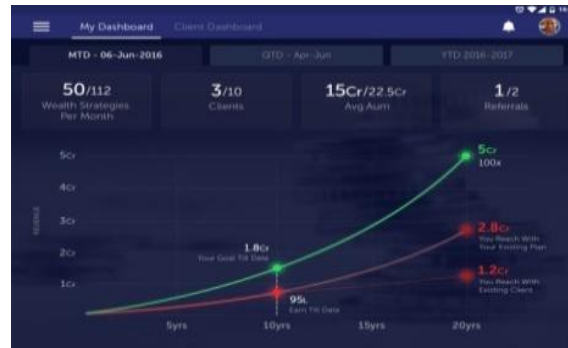 My Dashboard Client Dashboard
MTD - 06-Jun-2016 QTD - Apr-Jun YTD 2016-2017
50/112 3/10 15Cr/22.5Cr 1/2
Wealth Strategies Clients Avg Aum Referrals
Per Month
5Cr
100x
5Cr
4Cr
REVENUE
3Cr
2.8Cr
You Reach With
Your Existing Plan
1.8Cr
Your Goal Till Date
2Cr
1.2Cr
You Reach With
Existing Client
1Cr
95L
Earn Till Date
5yrs 10yrs 15yrs 20yrs